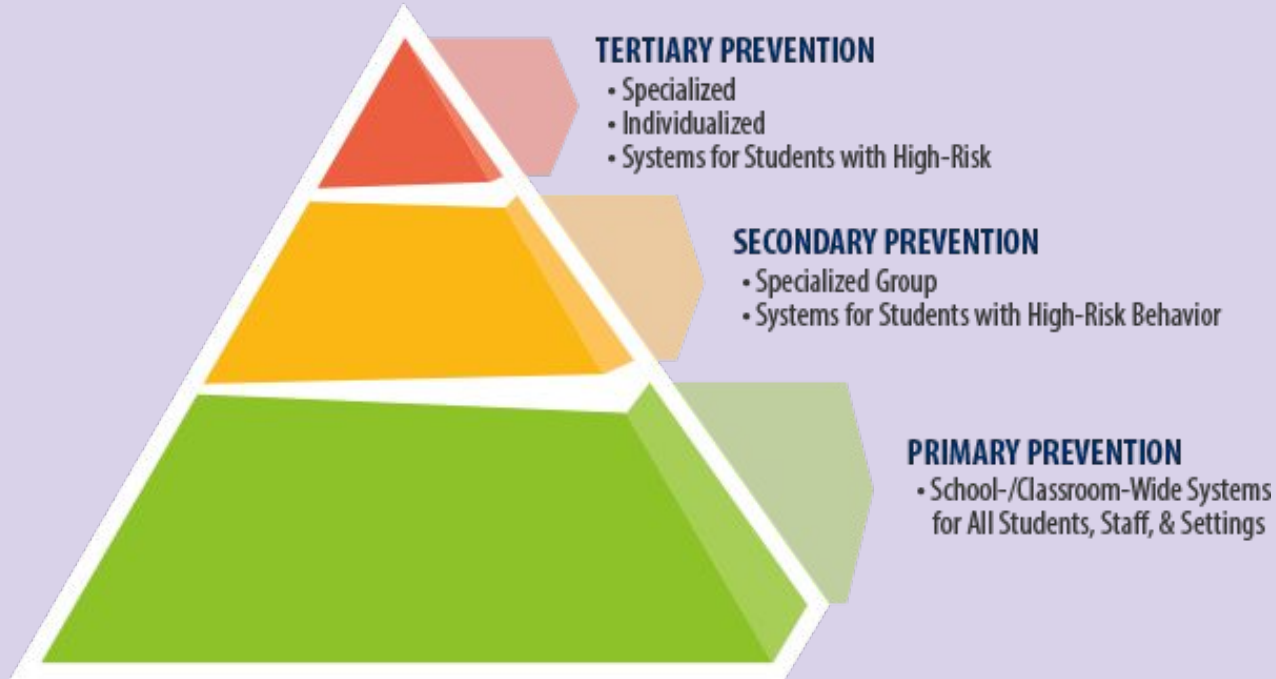 TERTIARY PREVENTION
• Specialized
• Individualized
• Systems for Students with High-Risk
SECONDARY PREVENTION
• Specialized Group
• Systems for Students with High-Risk Behavior
PRIMARY PREVENTION
• School-/Classroom-Wide Systems
for All Students, Staff, & Settings